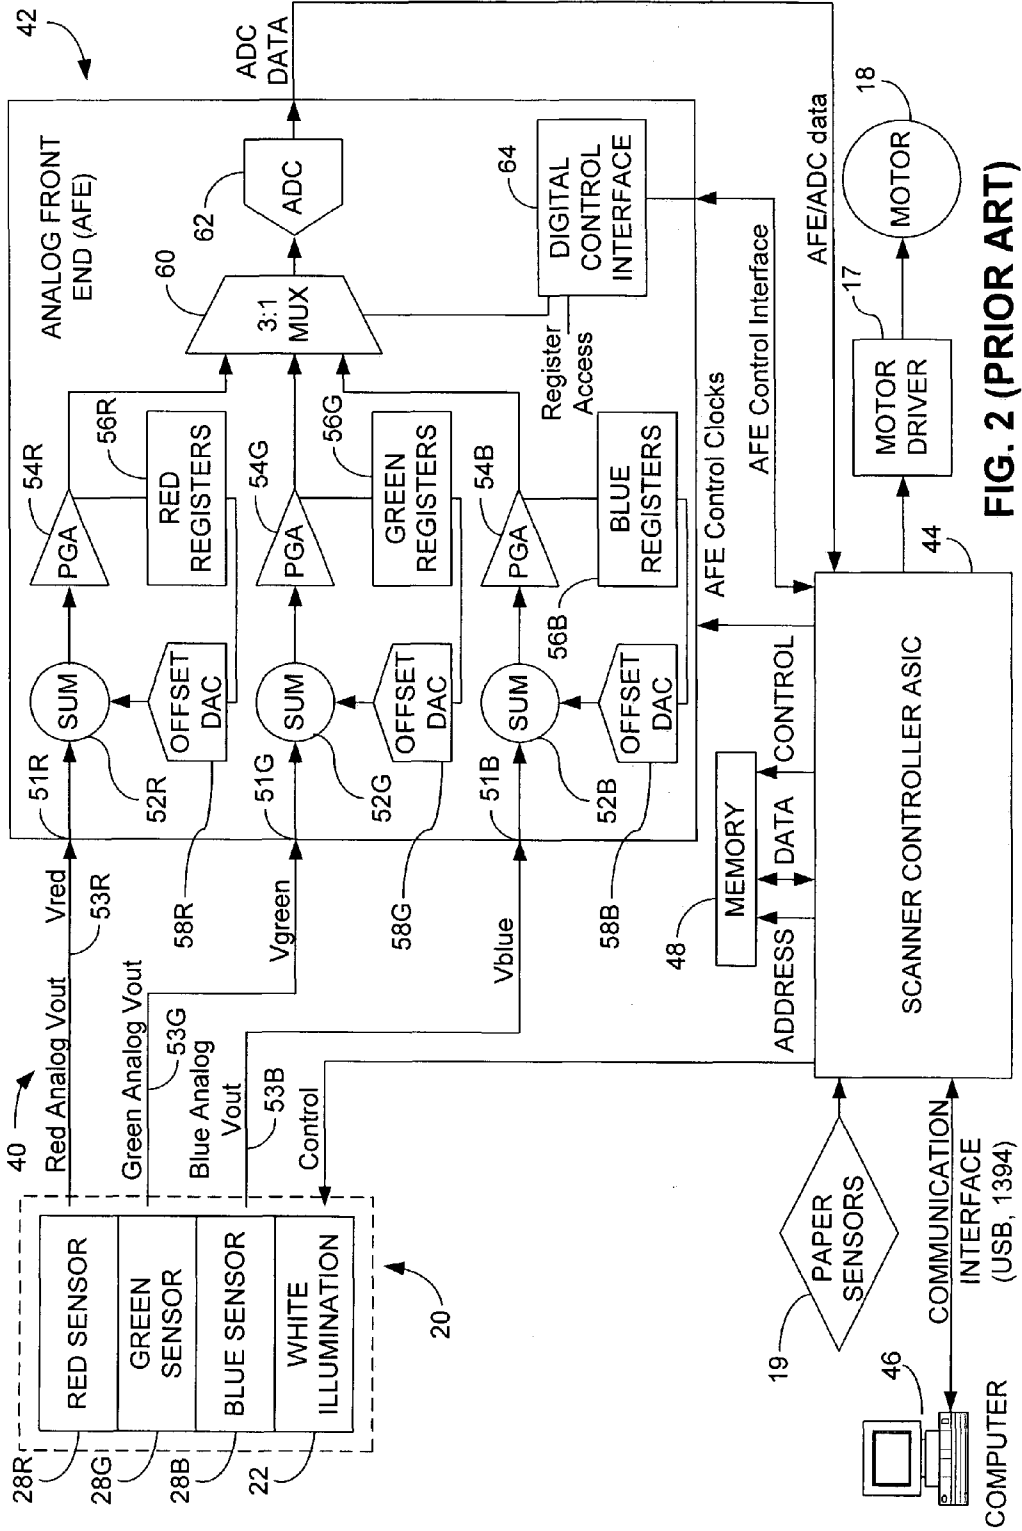 40
42
ANALOG FRONT
END (AFE)
ADC
DATA
28R
RED SENSOR
28G
GREEN
SENSOR
28B
BLUE SENSOR
22
WHITE
ILLUMINATION
20
Red Analog Vout
Vred
53R
Green Analog Vout
53G
Vgreen
Blue Analog
Vout
53B
Vblue
Control
51R
SUM
52R
PGA
54R
OFFSET
DAC
58R
RED
REGISTERS
56R
51G
SUM
52G
PGA
54G
OFFSET
DAC
58G
GREEN
REGISTERS
56G
51B
SUM
52B
PGA
54B
OFFSET
DAC
58B
BLUE
REGISTERS
56B
3:1
MUX
60
ADC
62
DIGITAL
CONTROL
INTERFACE
64
Register
Access
AFE Control Clocks
AFE Control Interface
AFE/ADC data
MEMORY
48
ADDRESS
DATA
CONTROL
SCANNER CONTROLLER ASIC
44
PAPER
SENSORS
19
COMMUNICATION
INTERFACE
(USB, 1394)
46
COMPUTER
MOTOR
DRIVER
17
MOTOR
18
FIG. 2 (PRIOR ART)